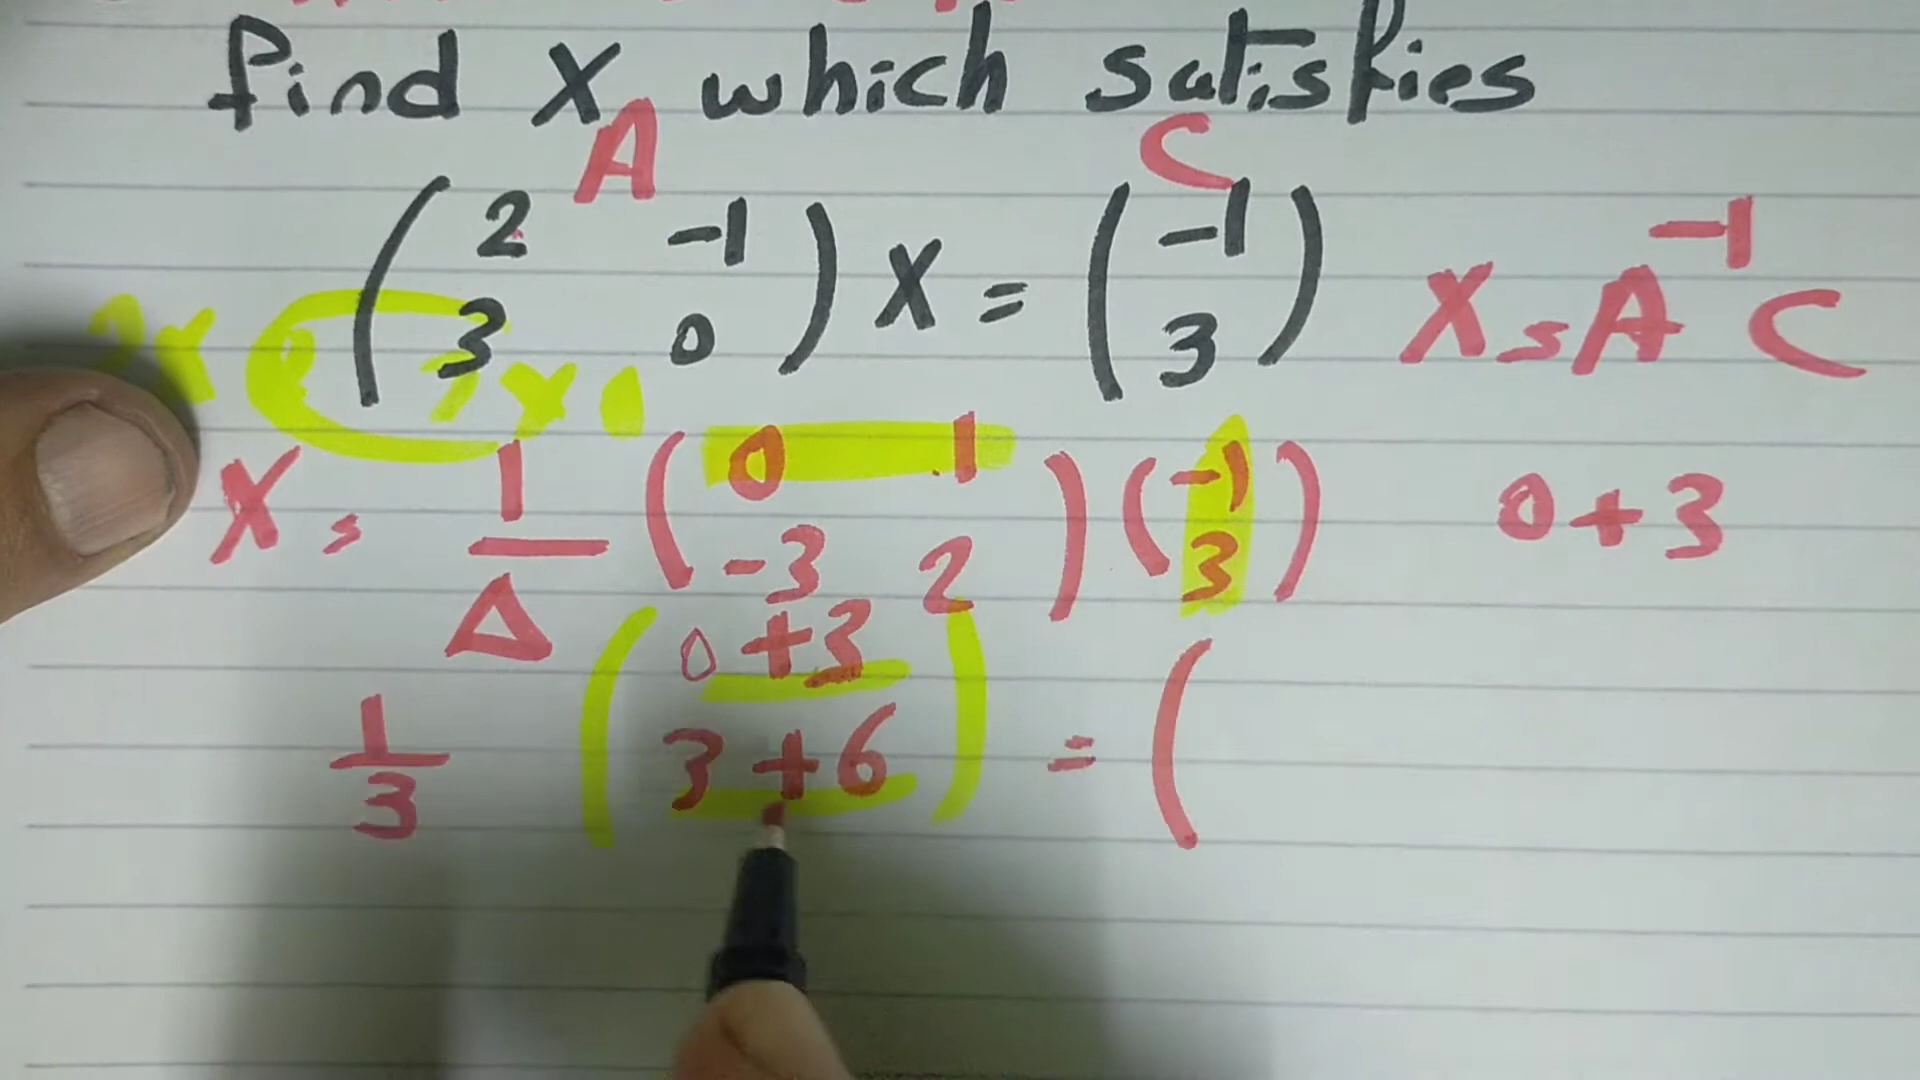 find X which satisfies
A C
( 2 -1 ; 3 0 ) X = ( -1 ; 3 ) X = A⁻¹ C
X = 1/Δ ( 0 1 ; -3 2 ) ( -1 ; 3 ) 0 + 3
1/3 ( 0 + 3 ; 3 + 6 ) = (